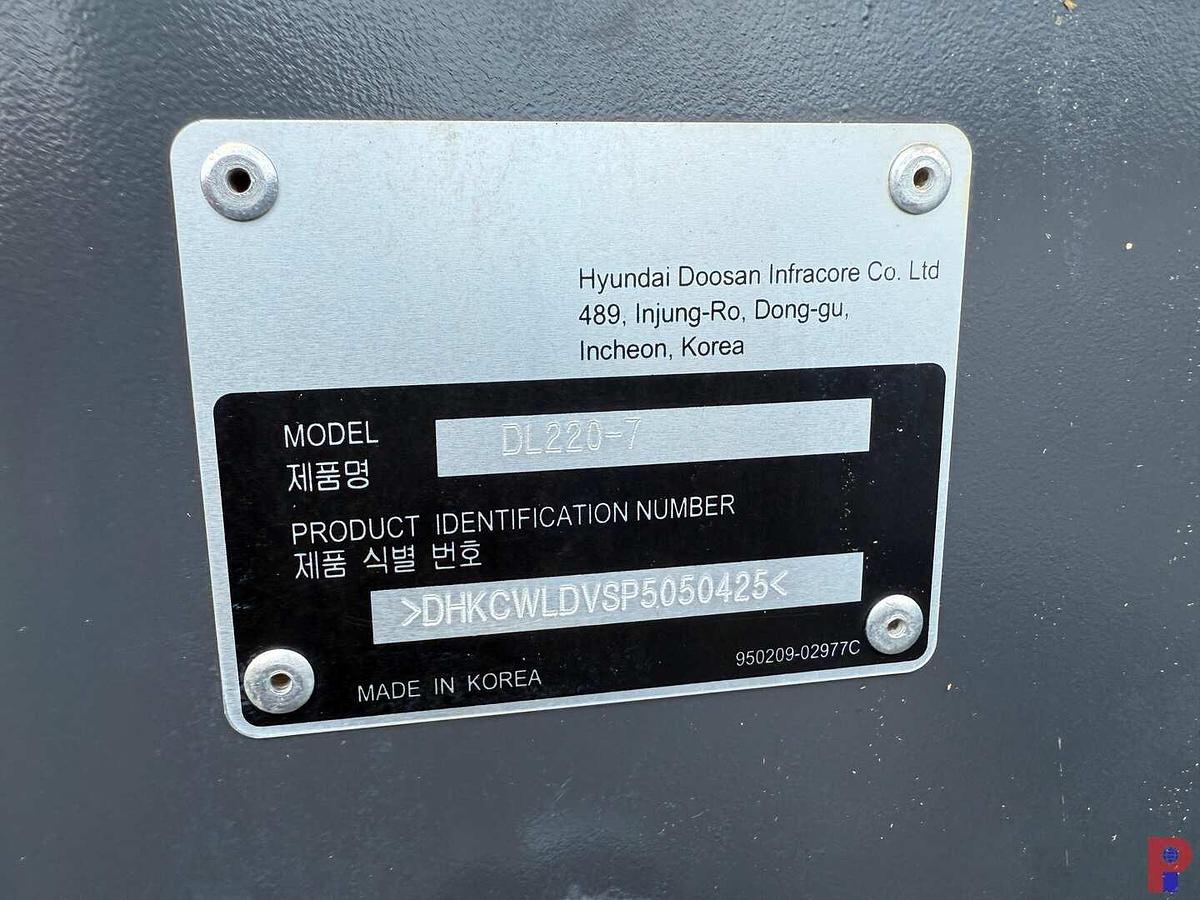 Hyundai Doosan Infracore Co. Ltd
489, Injung-Ro, Dong-gu,
Incheon, Korea
MODEL DL220-7
제품명
PRODUCT IDENTIFICATION NUMBER
제품 식별 번호
>DHKCWLDVSP5050425<
950209-02977C
MADE IN KOREA